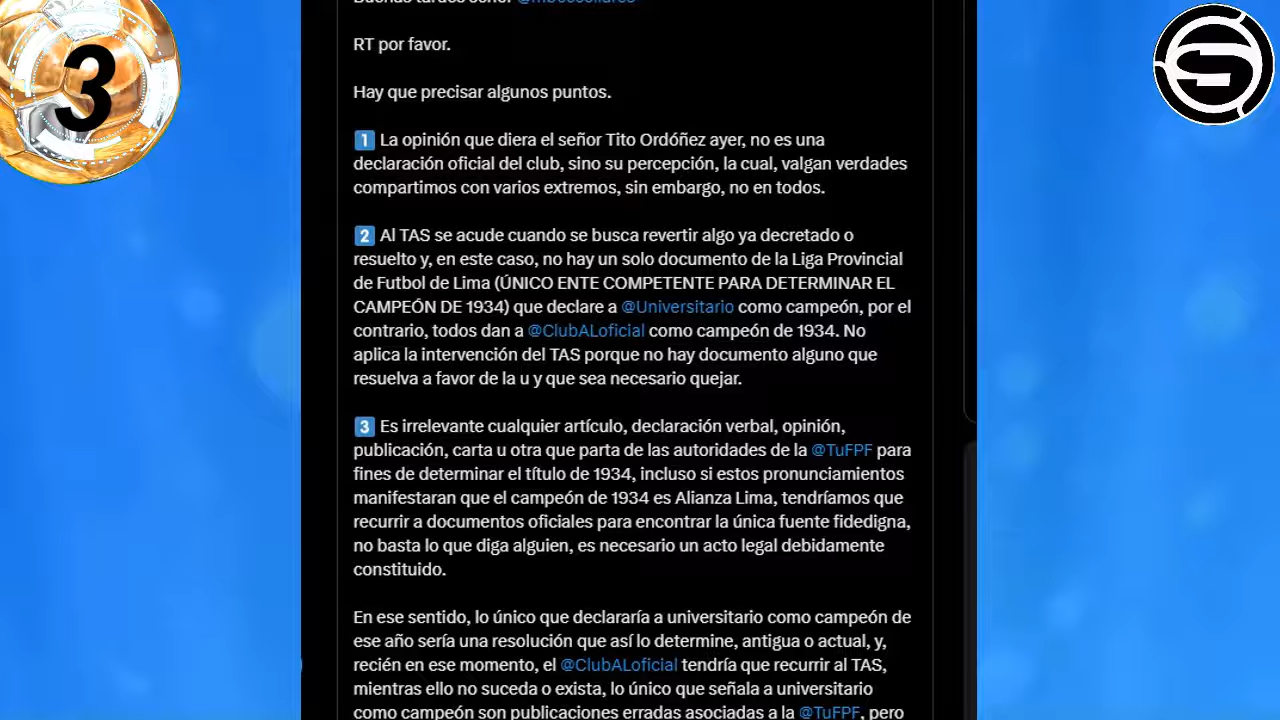 3
Buenas tardes señor @mbecsollares
RT por favor.
Hay que precisar algunos puntos.
1 La opinión que diera el señor Tito Ordóñez ayer, no es una
declaración oficial del club, sino su percepción, la cual, valgan verdades
compartimos con varios extremos, sin embargo, no en todos.
2 Al TAS se acude cuando se busca revertir algo ya decretado o
resuelto y, en este caso, no hay un solo documento de la Liga Provincial
de Futbol de Lima (ÚNICO ENTE COMPETENTE PARA DETERMINAR EL
CAMPEÓN DE 1934) que declare a @Universitario como campeón, por el
contrario, todos dan a @ClubALoficial como campeón de 1934. No
aplica la intervención del TAS porque no hay documento alguno que
resuelva a favor de la u y que sea necesario quejar.
3 Es irrelevante cualquier artículo, declaración verbal, opinión,
publicación, carta u otra que parta de las autoridades de la @TuFPF para
fines de determinar el título de 1934, incluso si estos pronunciamientos
manifestaran que el campeón de 1934 es Alianza Lima, tendríamos que
recurrir a documentos oficiales para encontrar la única fuente fidedigna,
no basta lo que diga alguien, es necesario un acto legal debidamente
constituido.
En ese sentido, lo único que declararía a universitario como campeón de
ese año sería una resolución que así lo determine, antigua o actual, y,
recién en ese momento, el @ClubALoficial tendría que recurrir al TAS,
mientras ello no suceda o exista, lo único que señala a universitario
como campeón son publicaciones erradas asociadas a la @TuFPF, pero